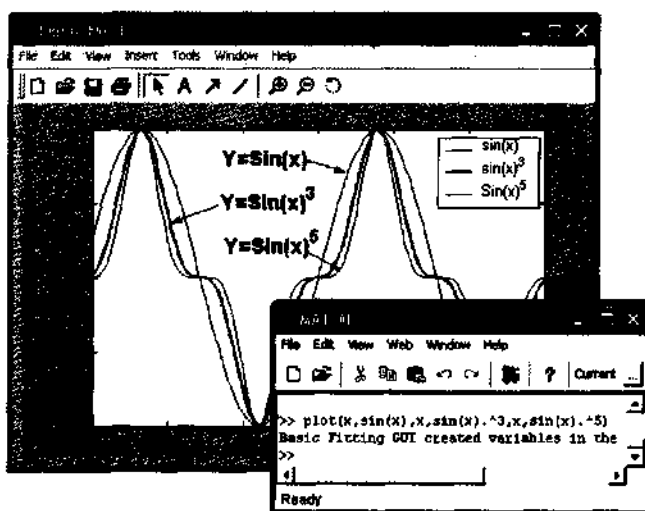 File Edit View Insert Tools Window Help
Y=Sin(x)
Y=Sin(x)^3
Y=Sin(x)^5
sin(x)
sin(x)^3
Sin(x)^5
File Edit View Web Window Help
? Current ...
>> plot(x,sin(x),x,sin(x).^3,x,sin(x).^5)
Basic Fitting GUI created variables in the
>>
Ready